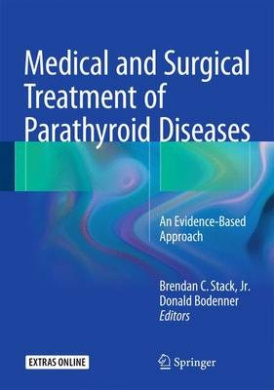 Medical and Surgical
Treatment of
Parathyroid Diseases
An Evidence-Based
Approach
Brendan C. Stack, Jr.
Donald Bodenner
Editors
EXTRAS ONLINE
Springer